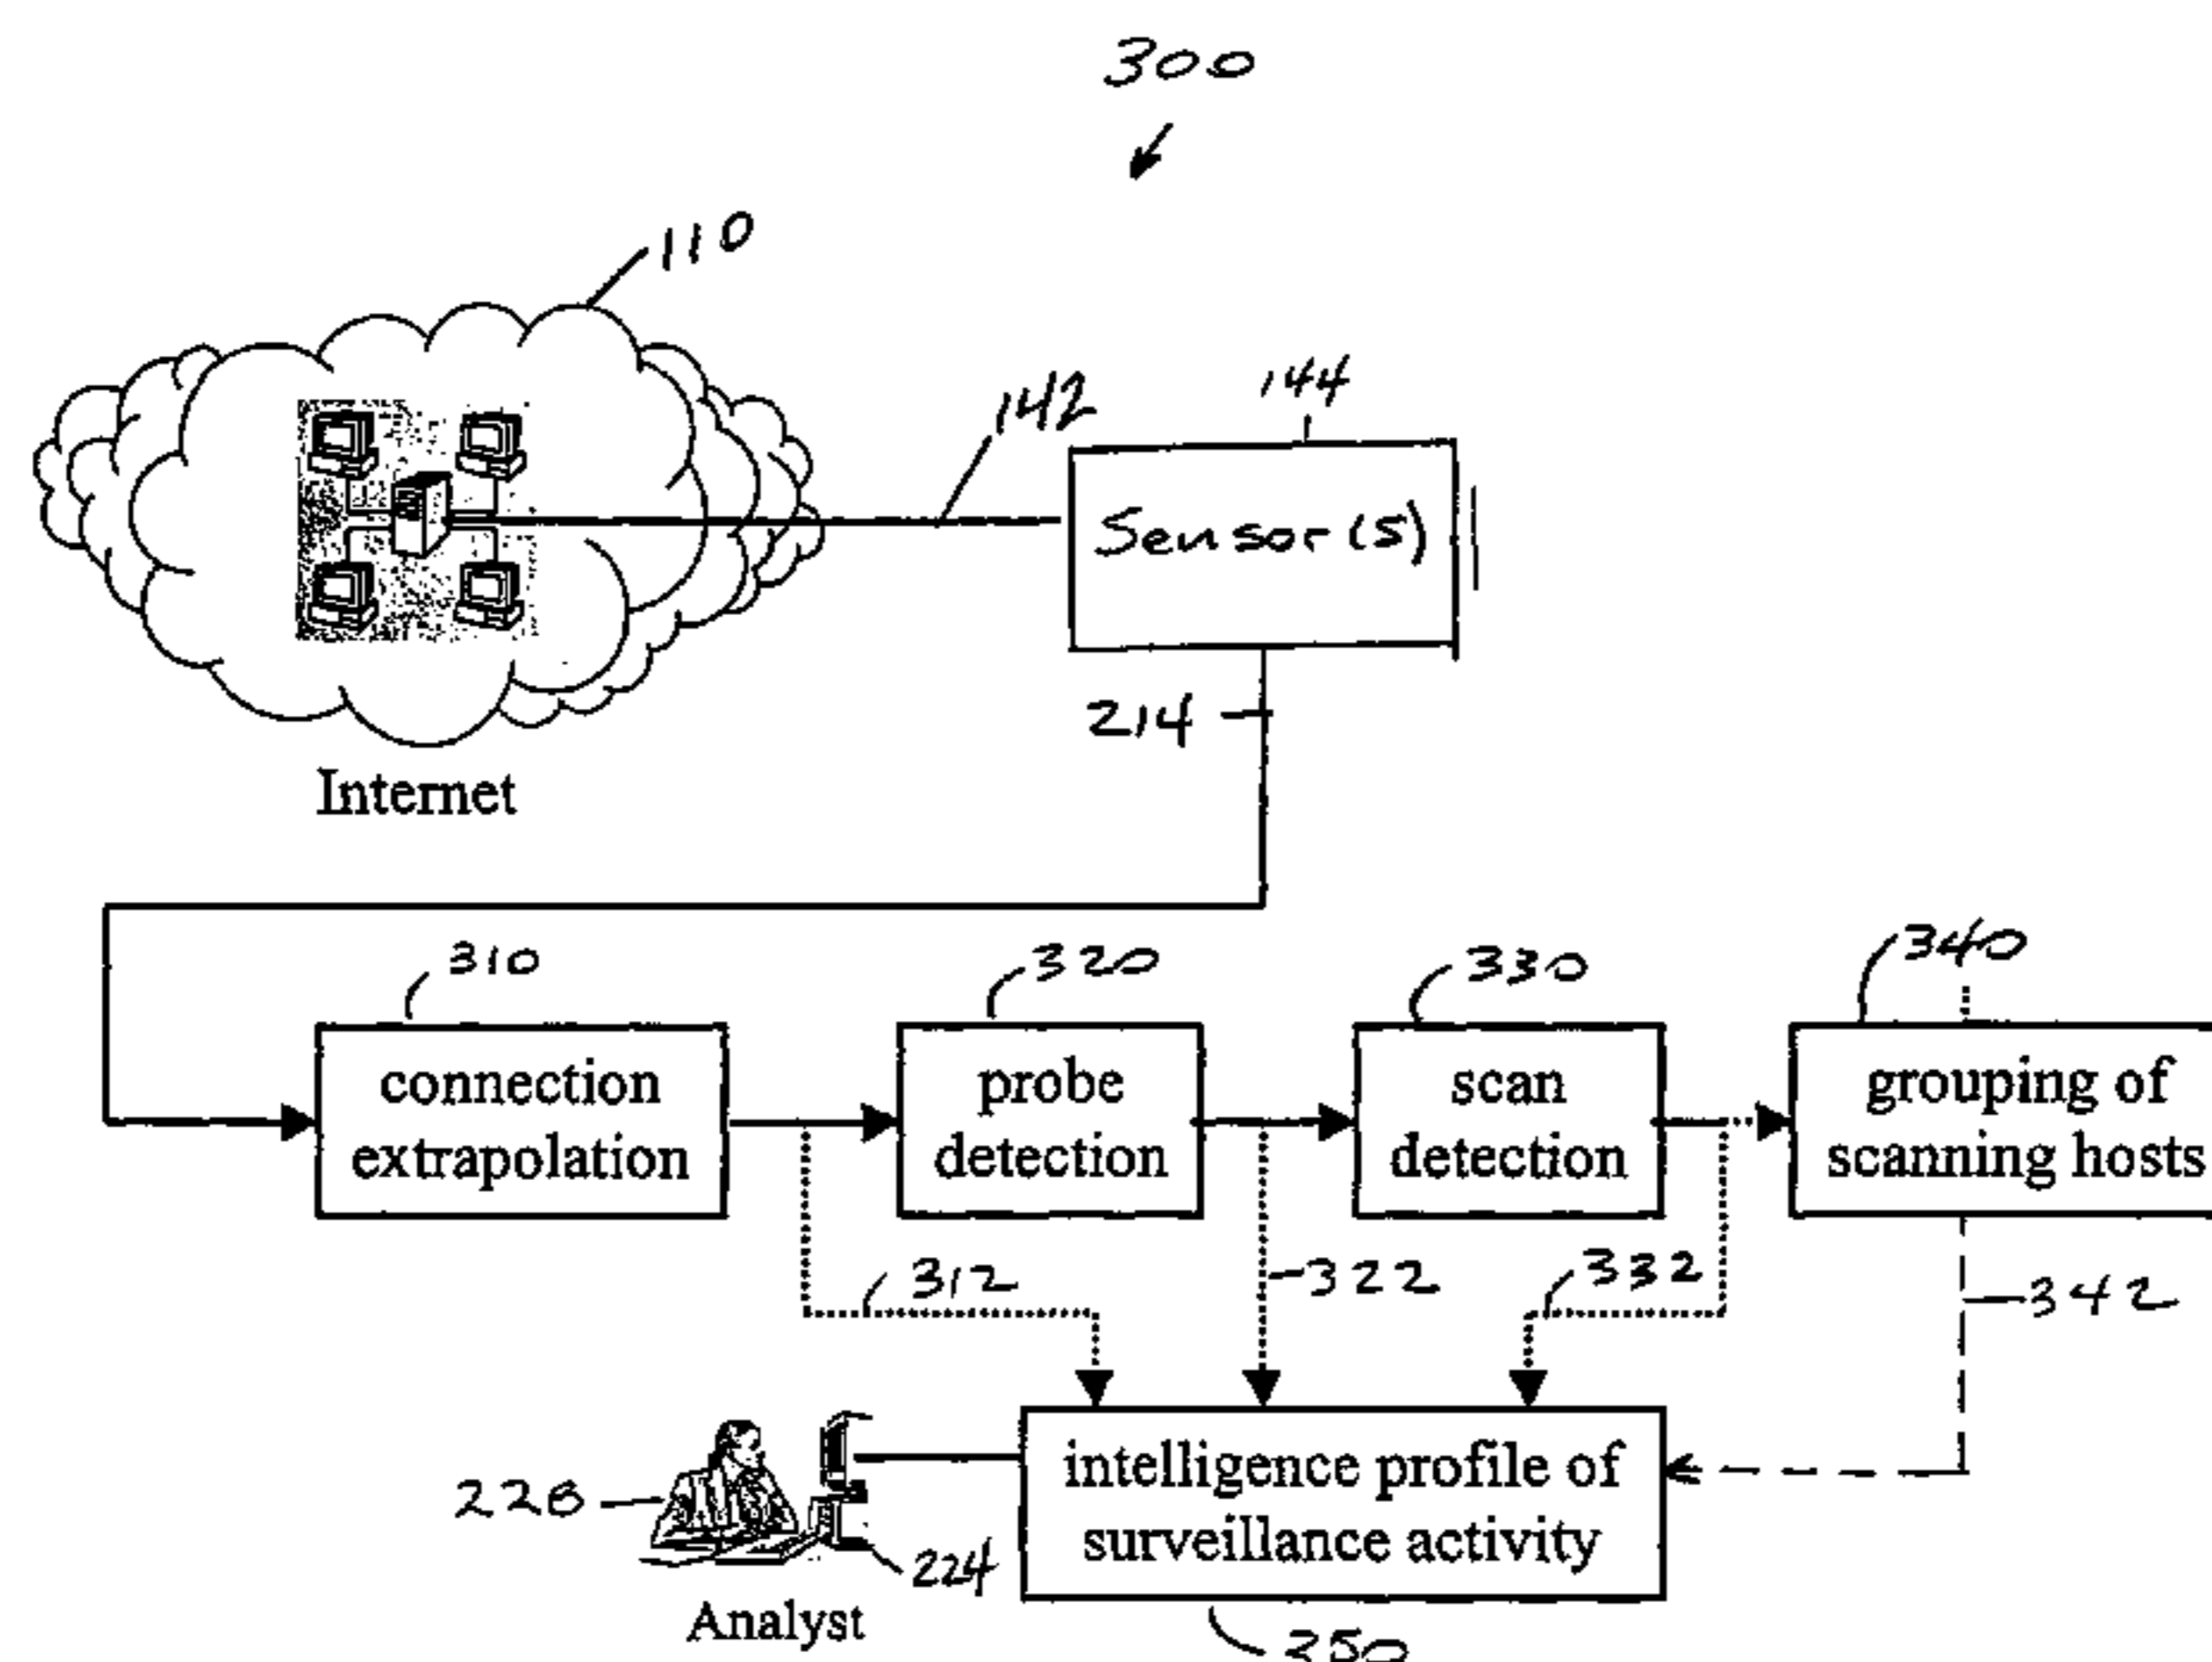 300
110
142
144
Sensor(s)
214
Internet
310
320
330
340
connection
extrapolation
probe
detection
scan
detection
grouping of
scanning hosts
312
322
332
342
intelligence profile of
surveillance activity
226
224
Analyst
350